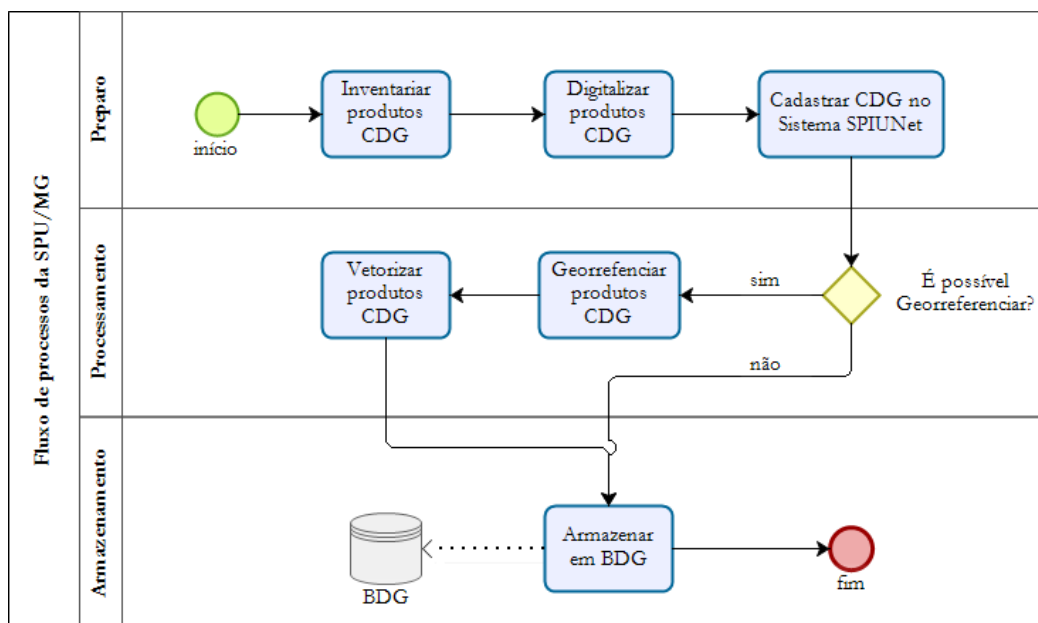 Fluxo de processos da SPU/MG
Preparo
início
Inventariar
produtos
CDG
Digitalizar
produtos
CDG
Cadastrar CDG no
Sistema SPIUNet
Processamento
Vetorizar
produtos
CDG
Georrefenciar
produtos
CDG
sim
É possível
Georreferenciar?
não
Armazenamento
BDG
Armazenar
em BDG
fim